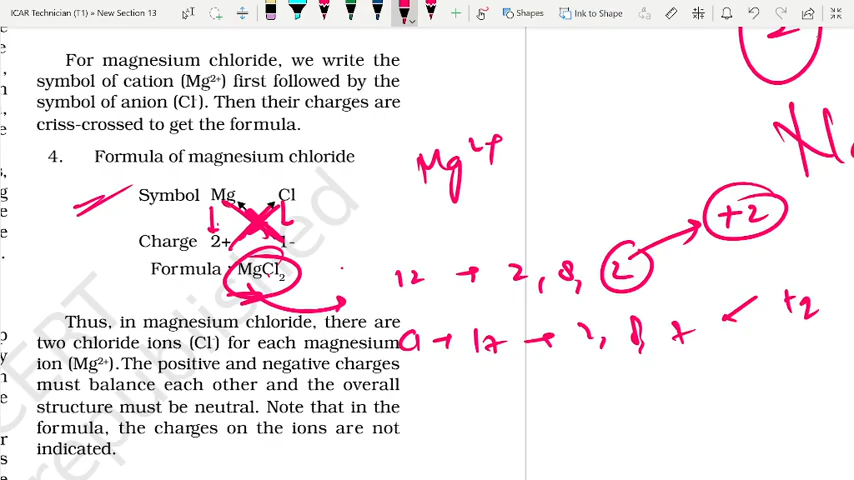 ICAR Technician (T1) » New Section 13
Shapes
Ink to Shape
For magnesium chloride, we write the
symbol of cation (Mg²⁺) first followed by the
symbol of anion (Cl⁻). Then their charges are
criss-crossed to get the formula.
4. Formula of magnesium chloride
Symbol Mg Cl
Charge 2+ 1-
Formula : MgCl₂
Thus, in magnesium chloride, there are
two chloride ions (Cl⁻) for each magnesium
ion (Mg²⁺). The positive and negative charges
must balance each other and the overall
structure must be neutral. Note that in the
formula, the charges on the ions are not
indicated.
Mg²⁺
+2
12 → 2, 8, 2
17 → 2, 8, 7 ← +2
2
republished